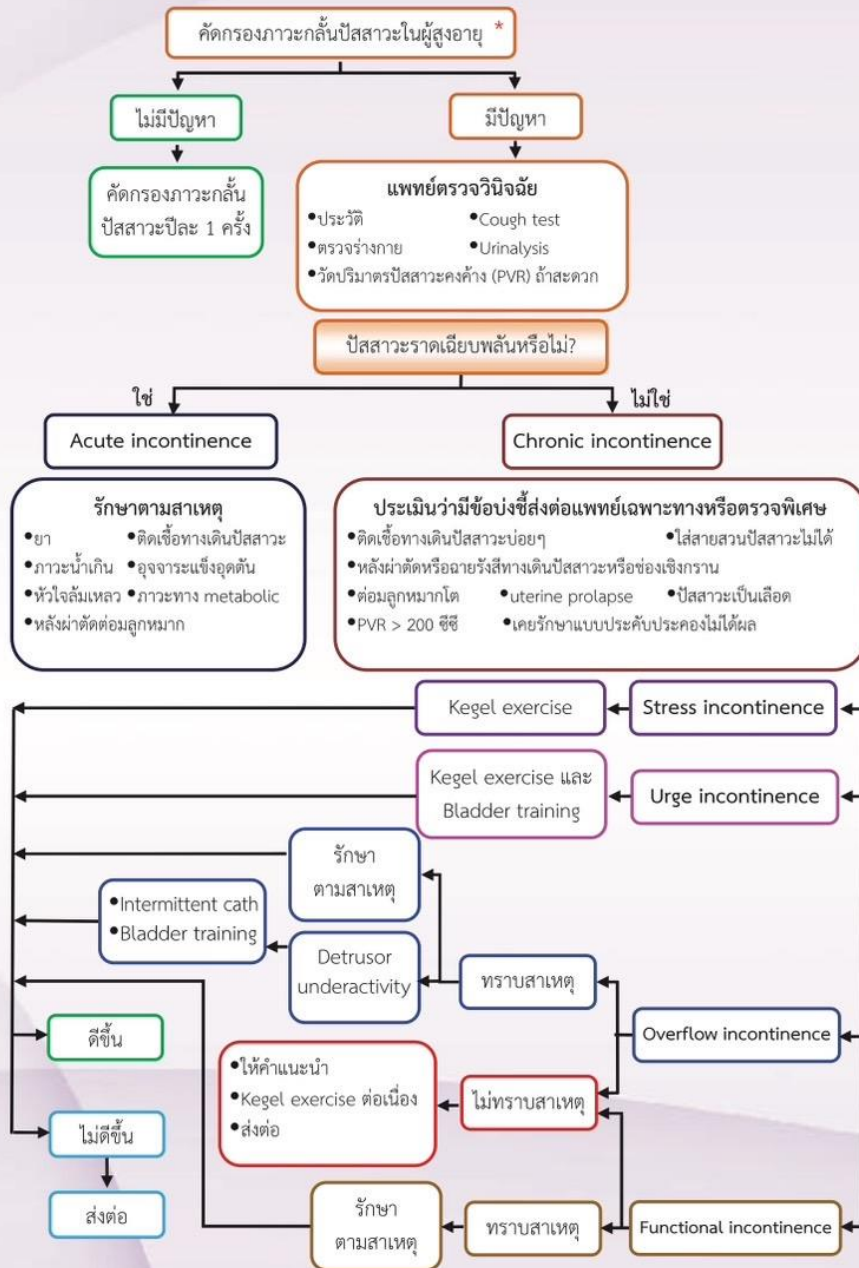 คัดกรองภาวะกลั้นปัสสาวะในผู้สูงอายุ *
ไม่มีปัญหา
มีปัญหา
คัดกรองภาวะกลั้น
ปัสสาวะปีละ 1 ครั้ง
แพทย์ตรวจวินิจฉัย
•ประวัติ •Cough test
•ตรวจร่างกาย •Urinalysis
•วัดปริมาตรปัสสาวะคงค้าง (PVR) ถ้าสะดวก
ปัสสาวะราดเฉียบพลันหรือไม่?
ใช่
ไม่ใช่
Acute incontinence
Chronic incontinence
รักษาตามสาเหตุ
•ยา •ติดเชื้อทางเดินปัสสาวะ
•ภาวะน้ำเกิน •อุจจาระแข็งอุดตัน
•หัวใจล้มเหลว •ภาวะทาง metabolic
•หลังผ่าตัดต่อมลูกหมาก
ประเมินว่ามีข้อบ่งชี้ส่งต่อแพทย์เฉพาะทางหรือตรวจพิเศษ
•ติดเชื้อทางเดินปัสสาวะบ่อยๆ •ใส่สายสวนปัสสาวะไม่ได้
•หลังผ่าตัดหรือฉายรังสีทางเดินปัสสาวะหรือช่องเชิงกราน
•ต่อมลูกหมากโต •uterine prolapse •ปัสสาวะเป็นเลือด
•PVR > 200 ซีซี •เคยรักษาแบบประคับประคองไม่ได้ผล
Kegel exercise
Stress incontinence
Kegel exercise และ
Bladder training
Urge incontinence
รักษา
ตามสาเหตุ
•Intermittent cath
•Bladder training
Detrusor
underactivity
ทราบสาเหตุ
Overflow incontinence
ดีขึ้น
•ให้คำแนะนำ
•Kegel exercise ต่อเนื่อง
•ส่งต่อ
ไม่ทราบสาเหตุ
ไม่ดีขึ้น
ส่งต่อ
รักษา
ตามสาเหตุ
ทราบสาเหตุ
Functional incontinence